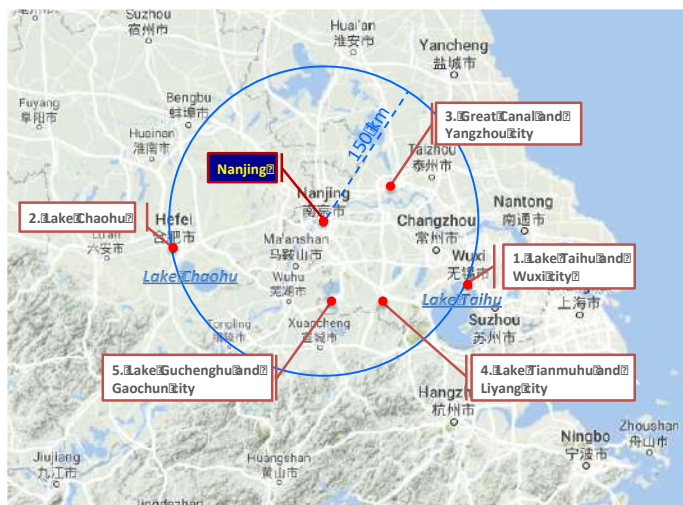 Suzhou
宿州市
Huai'an
淮安市
Yancheng
盐城市
Fuyang
阜阳市
Bengbu
蚌埠市
Huainan
淮南市
150 km
3. Great Canal and
Yangzhou city
Taizhou
泰州市
Nanjing
Nanjing
南京市
2. Lake Chaohu
Hefei
合肥市
六安市
Lake Chaohu
Ma'anshan
马鞍山市
Wuhu
芜湖市
Changzhou
常州市
Nantong
南通市
Wuxi
无锡市
1. Lake Taihu and
Wuxi city
上海市
Lake Taihu
Suzhou
苏州市
Tongling
铜陵市
Xuancheng
宣城市
5. Lake Guchenghu and
Gaochun city
4. Lake Tianmuhu and
Liyang city
杭州市
Zhoushan
舟山市
Ningbo
宁波市
Jiujiang
九江市
Huangshan
黄山市